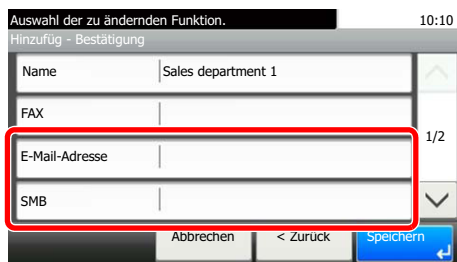 Auswahl der zu ändernden Funktion. 10:10
Hinzufüg - Bestätigung
Name Sales department 1
FAX
1/2
E-Mail-Adresse
SMB
Abbrechen < Zurück Speichern